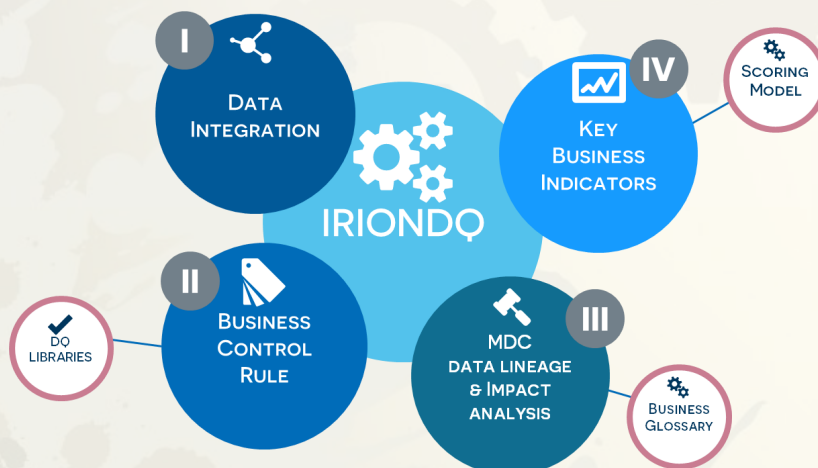 I
DATA
INTEGRATION
IRIONDQ
IV
KEY
BUSINESS
INDICATORS
SCORING
MODEL
II
BUSINESS
CONTROL
RULE
DQ
LIBRARIES
III
MDC
DATA LINEAGE
& IMPACT
ANALYSIS
BUSINESS
GLOSSARY